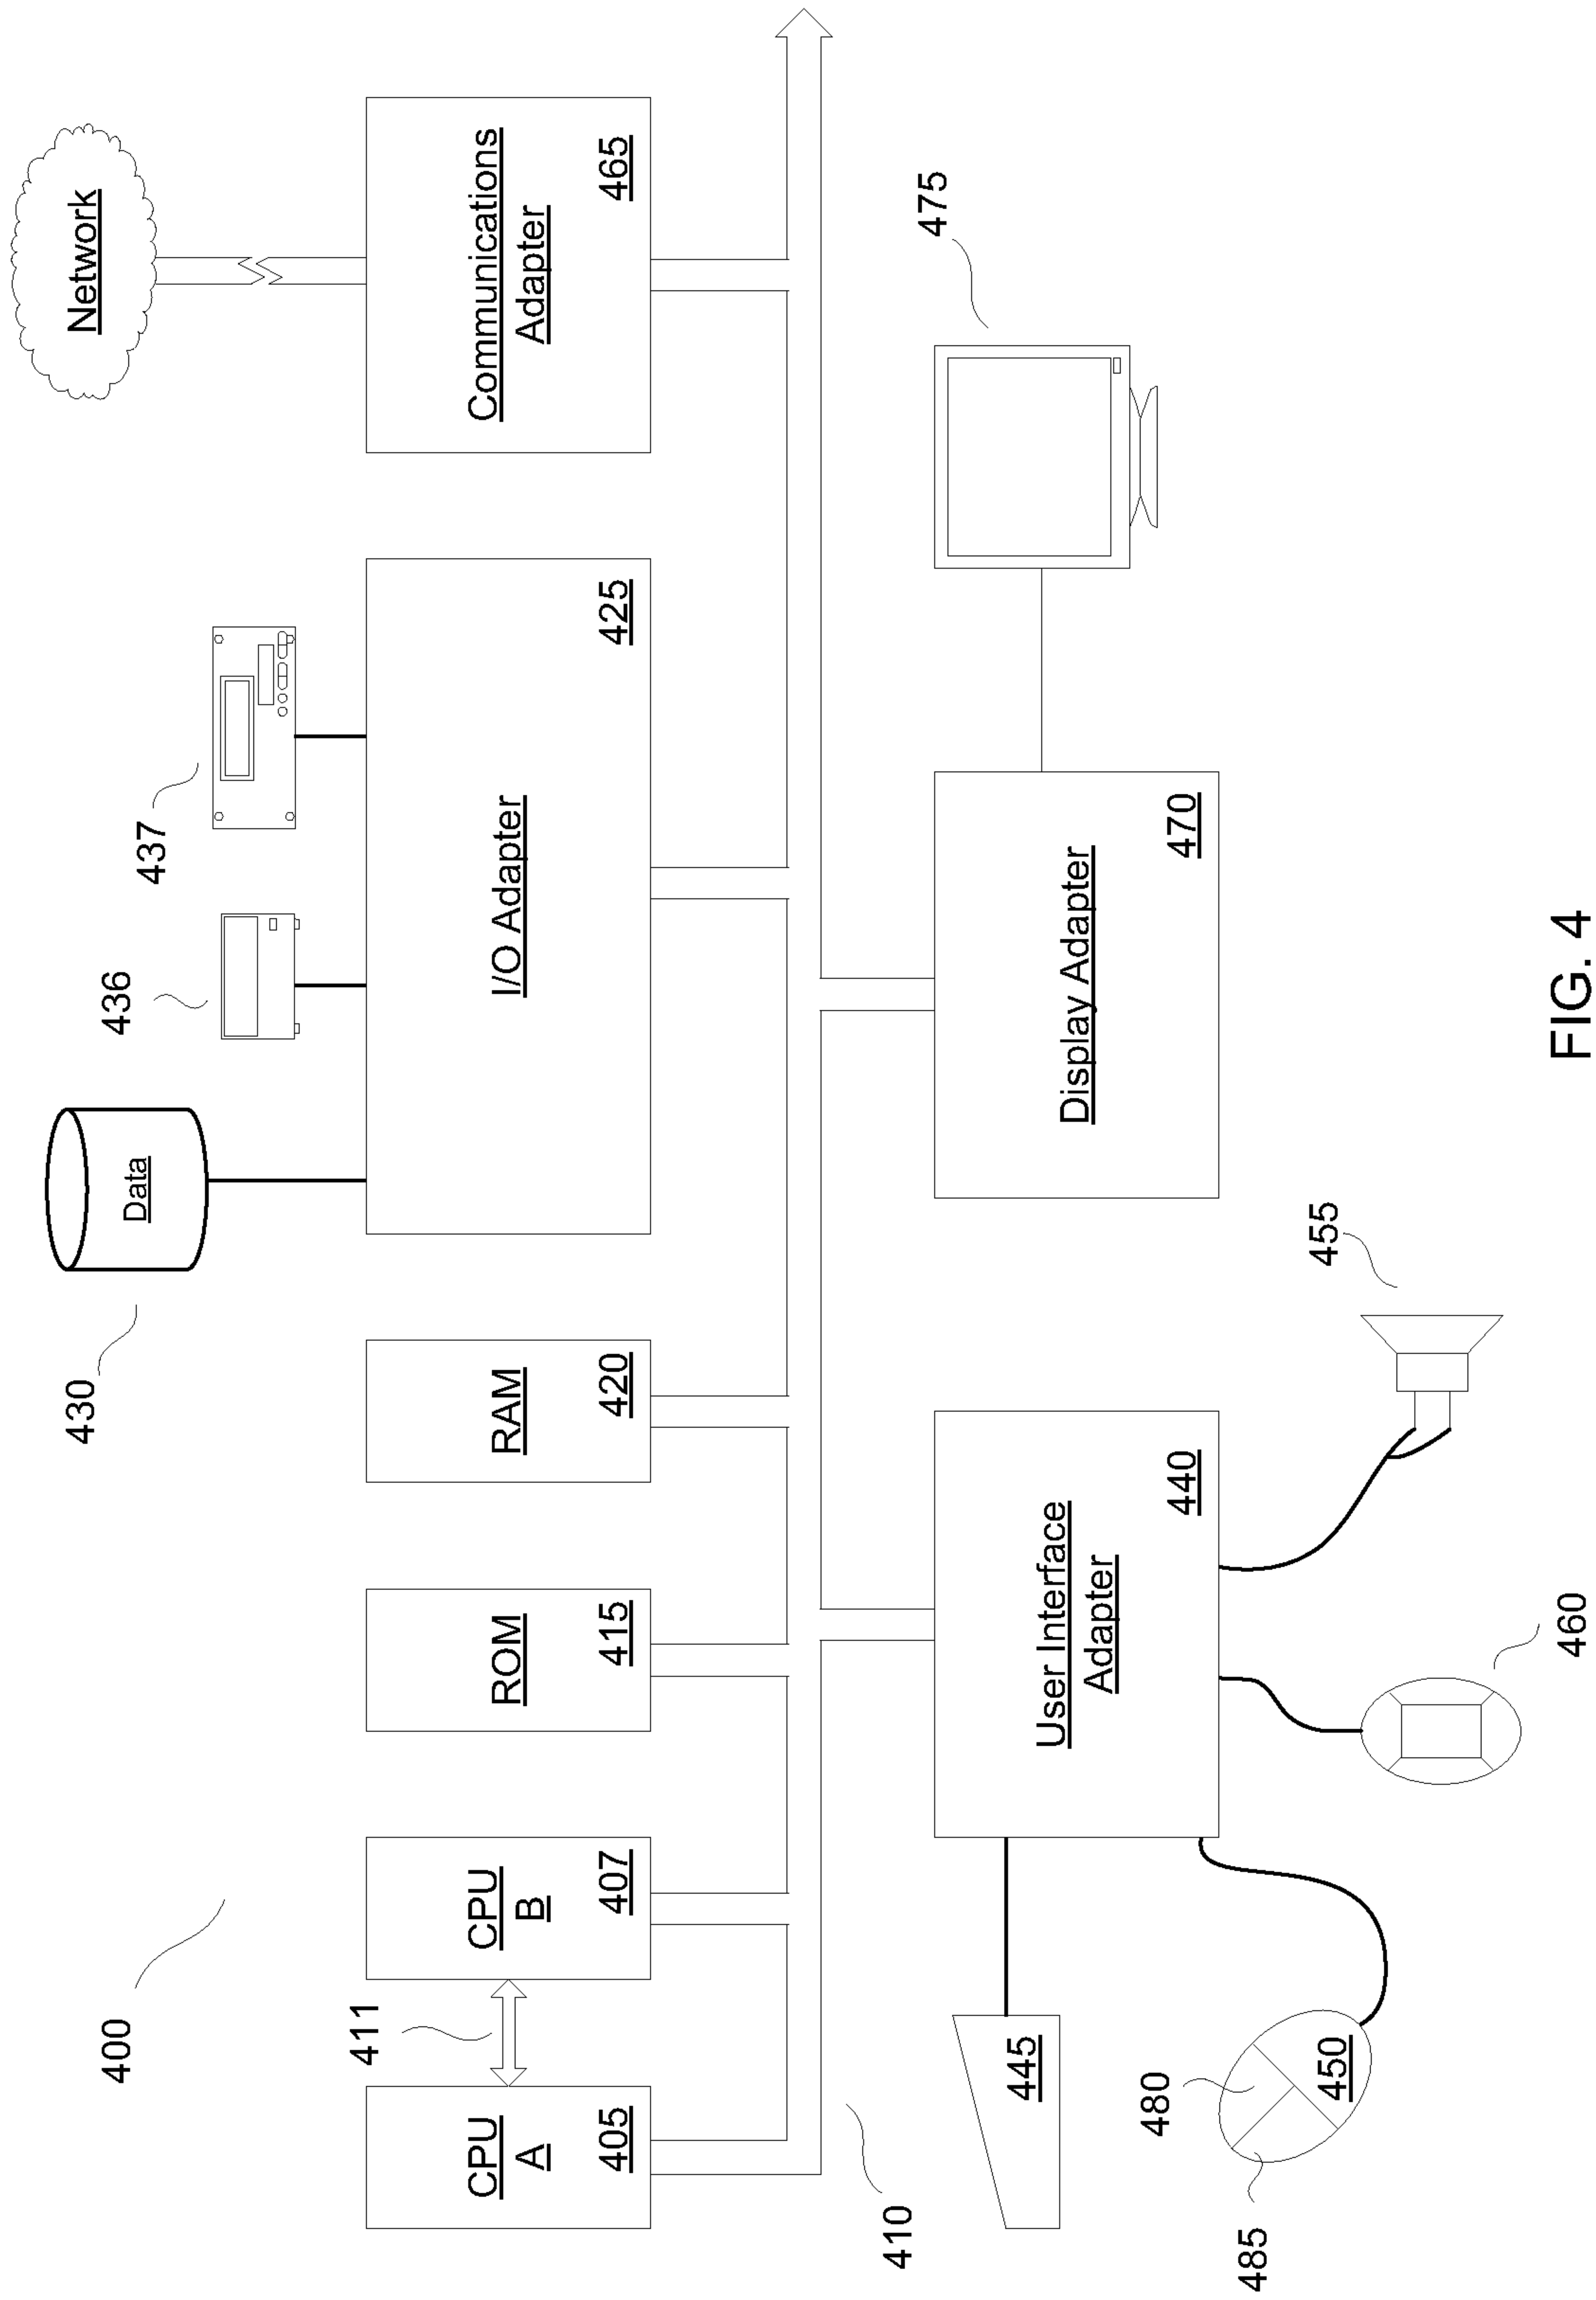 400
430
Data
436
437
Network
CPU
A
405
411
CPU
B
407
ROM
415
RAM
420
I/O Adapter
425
Communications
Adapter
465
410
445
480
485
450
User Interface
Adapter
440
460
455
Display Adapter
470
475
FIG. 4